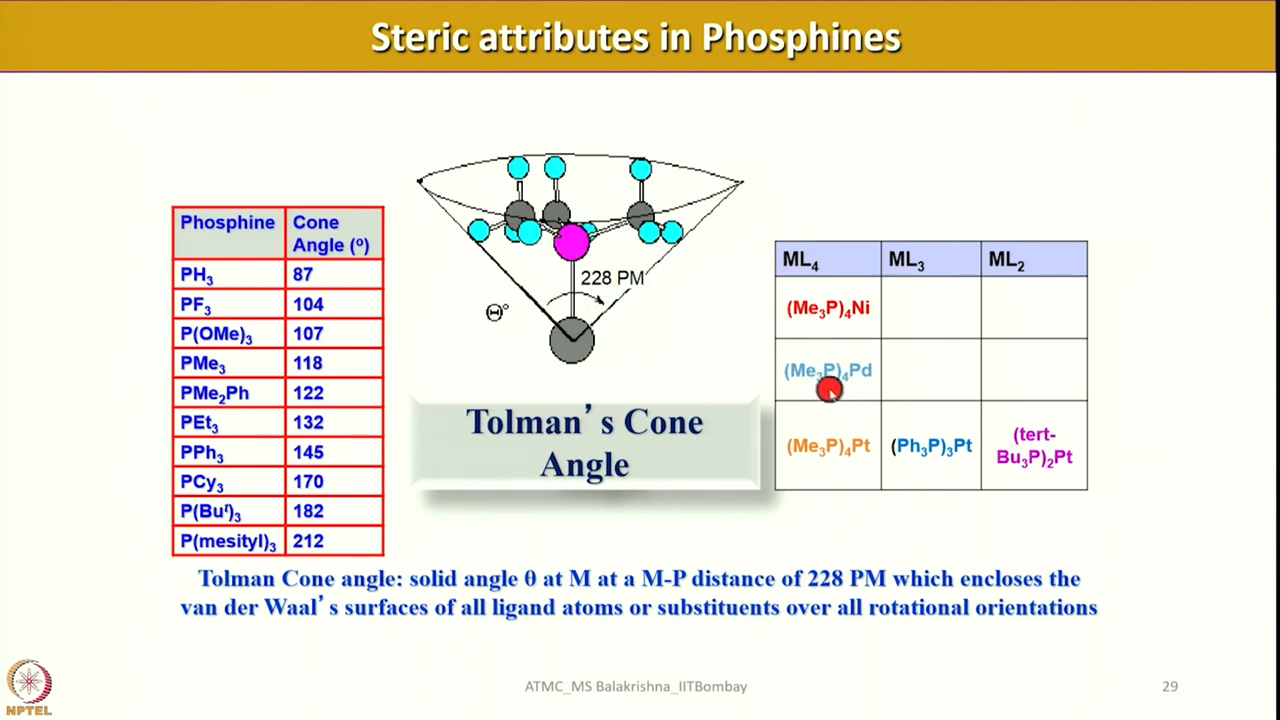 Steric attributes in Phosphines
Phosphine Cone Angle (º)
PH3 87
PF3 104
P(OMe)3 107
PMe3 118
PMe2Ph 122
PEt3 132
PPh3 145
PCy3 170
P(Buᵗ)3 182
P(mesityl)3 212
228 PM
Θ°
Tolman's Cone
Angle
ML4 ML3 ML2
(Me3P)4Ni
(Me3P)4Pd
(Me3P)4Pt (Ph3P)3Pt (tert-Bu3P)2Pt
Tolman Cone angle: solid angle θ at M at a M-P distance of 228 PM which encloses the
van der Waal's surfaces of all ligand atoms or substituents over all rotational orientations
NPTEL
ATMC_MS Balakrishna_IITBombay
29